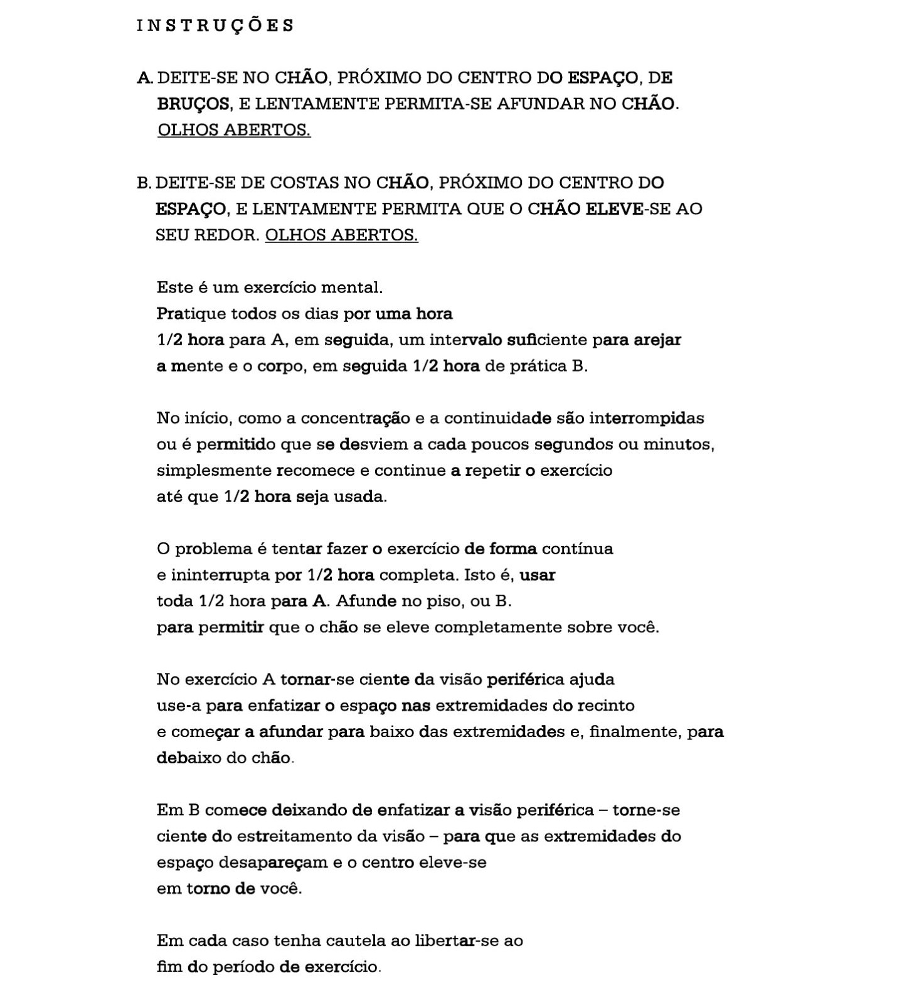 INSTRUÇÕES
A. DEITE-SE NO CHÃO, PRÓXIMO DO CENTRO DO ESPAÇO, DE
BRUÇOS, E LENTAMENTE PERMITA-SE AFUNDAR NO CHÃO.
OLHOS ABERTOS.
B. DEITE-SE DE COSTAS NO CHÃO, PRÓXIMO DO CENTRO DO
ESPAÇO, E LENTAMENTE PERMITA QUE O CHÃO ELEVE-SE AO
SEU REDOR. OLHOS ABERTOS.
Este é um exercício mental.
Pratique todos os dias por uma hora
1/2 hora para A, em seguida, um intervalo suficiente para arejar
a mente e o corpo, em seguida 1/2 hora de prática B.
No início, como a concentração e a continuidade são interrompidas
ou é permitido que se desviem a cada poucos segundos ou minutos,
simplesmente recomece e continue a repetir o exercício
até que 1/2 hora seja usada.
O problema é tentar fazer o exercício de forma contínua
e ininterrupta por 1/2 hora completa. Isto é, usar
toda 1/2 hora para A. Afunde no piso, ou B.
para permitir que o chão se eleve completamente sobre você.
No exercício A tornar-se ciente da visão periférica ajuda
use-a para enfatizar o espaço nas extremidades do recinto
e começar a afundar para baixo das extremidades e, finalmente, para
debaixo do chão.
Em B comece deixando de enfatizar a visão periférica – torne-se
ciente do estreitamento da visão – para que as extremidades do
espaço desapareçam e o centro eleve-se
em torno de você.
Em cada caso tenha cautela ao libertar-se ao
fim do período de exercício.